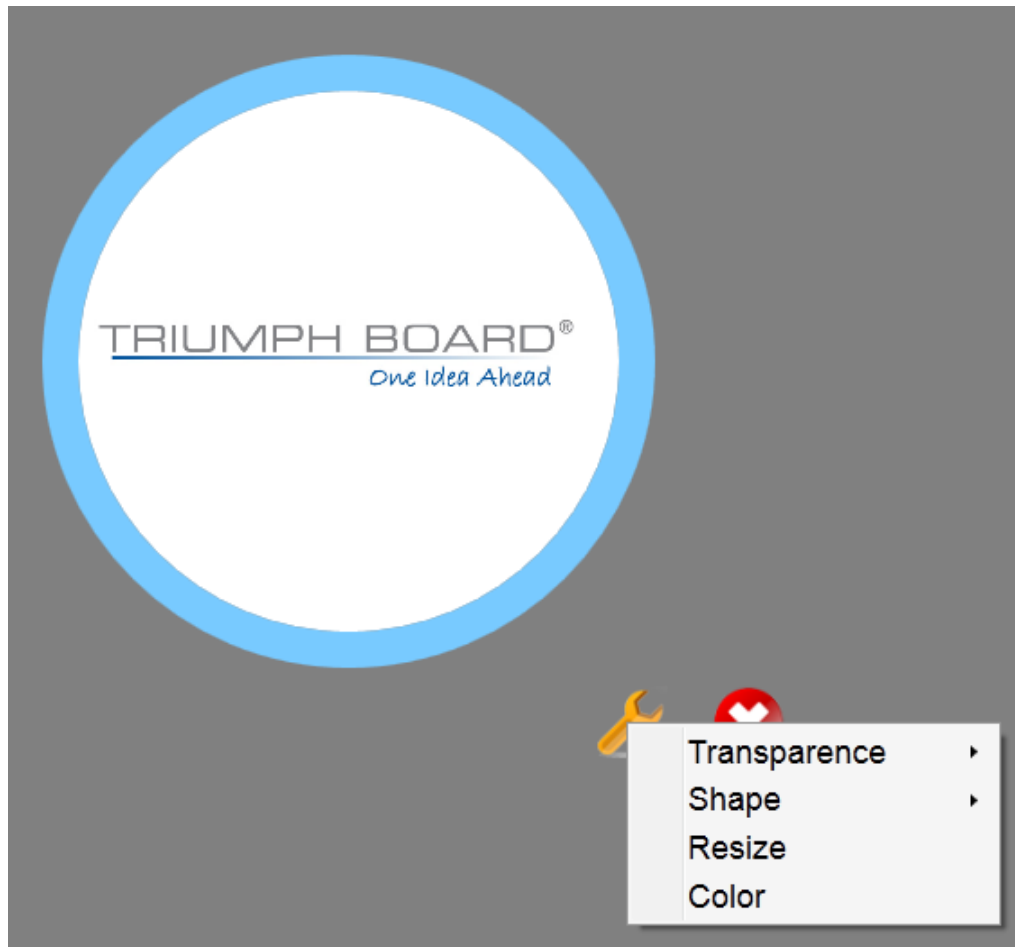 TRIUMPH BOARD®
One Idea Ahead
Transparence
Shape
Resize
Color